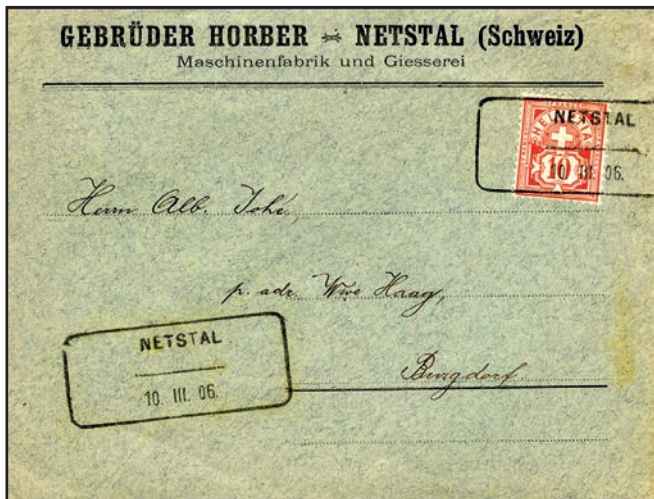 GEBRÜDER HORBER NETSTAL (Schweiz)
Maschinenfabrik und Giesserei
NETSTAL
HELVETIA
10
10 III 06.
Herrn Alb.
p. adr. Wwe Haag,
NETSTAL
Burgdorf
10. III. 06.